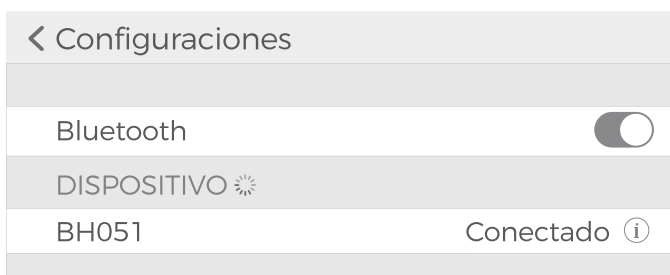 Configuraciones
Bluetooth
DISPOSITIVO
BH051 Conectado i